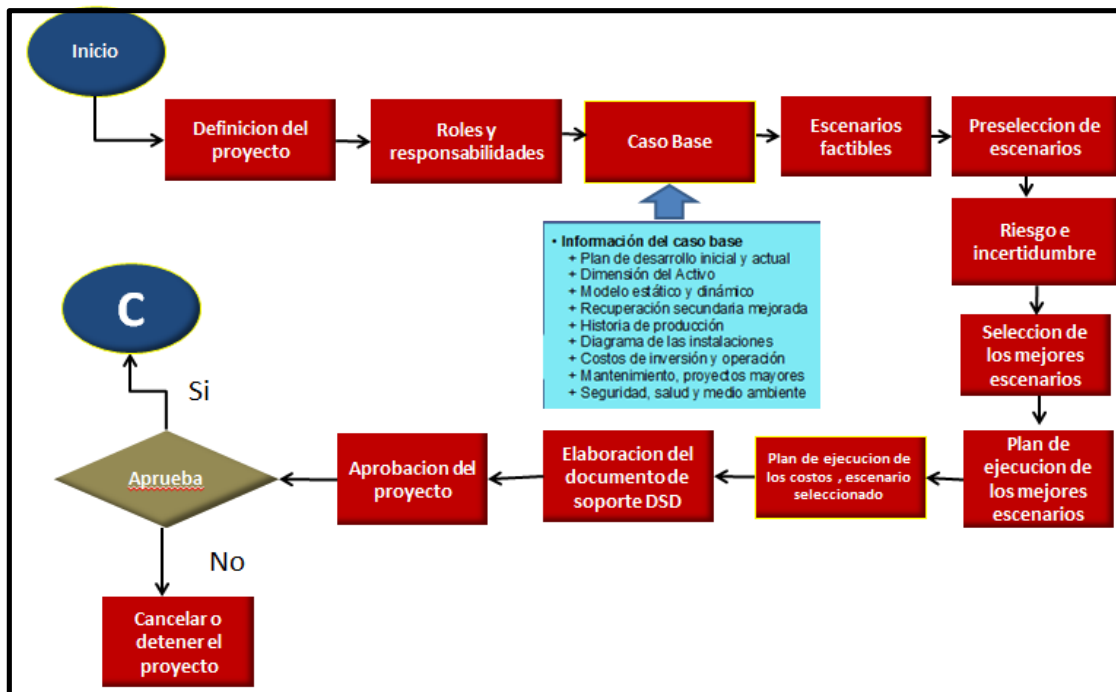 Inicio
Definicion del
proyecto
Roles y
responsabilidades
Caso Base
Escenarios
factibles
Preseleccion de
escenarios
• Información del caso base
+ Plan de desarrollo inicial y actual
+ Dimensión del Activo
+ Modelo estático y dinámico
+ Recuperación secundaria mejorada
+ Historia de producción
+ Diagrama de las instalaciones
+ Costos de inversión y operación
+ Mantenimiento, proyectos mayores
+ Seguridad, salud y medio ambiente
Riesgo e
incertidumbre
Seleccion de
los mejores
escenarios
Plan de
ejecucion de
los mejores
escenarios
Plan de ejecucion de
los costos , escenario
seleccionado
Elaboracion del
documento de
soporte DSD
Aprobacion del
proyecto
Aprueba
Si
C
No
Cancelar o
detener el
proyecto